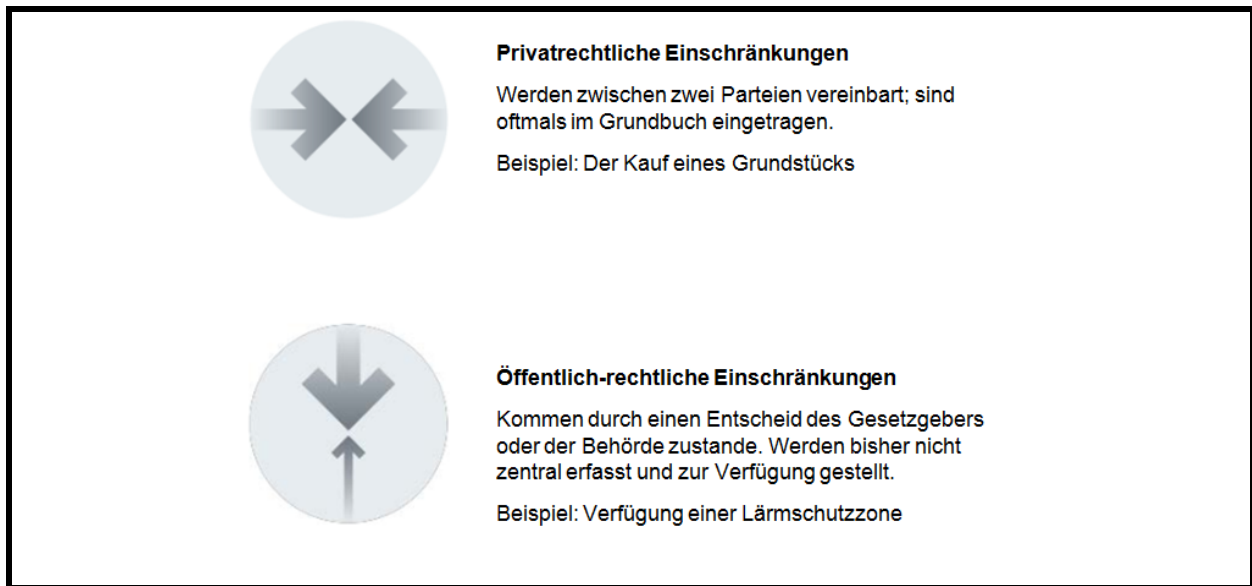 Privatrechtliche Einschränkungen
Werden zwischen zwei Parteien vereinbart; sind
oftmals im Grundbuch eingetragen.
Beispiel: Der Kauf eines Grundstücks
Öffentlich-rechtliche Einschränkungen
Kommen durch einen Entscheid des Gesetzgebers
oder der Behörde zustande. Werden bisher nicht
zentral erfasst und zur Verfügung gestellt.
Beispiel: Verfügung einer Lärmschutzzone